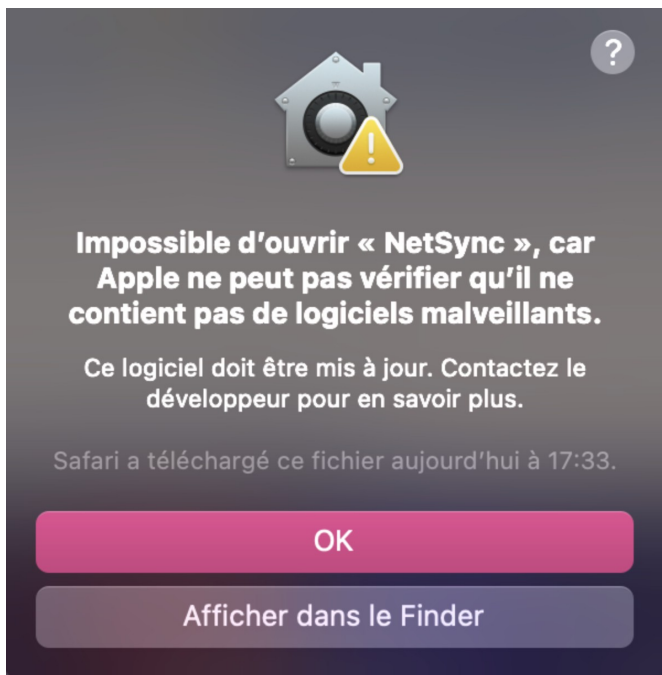 ?
Impossible d’ouvrir « NetSync », car
Apple ne peut pas vérifier qu’il ne
contient pas de logiciels malveillants.
Ce logiciel doit être mis à jour. Contactez le
développeur pour en savoir plus.
Safari a téléchargé ce fichier aujourd’hui à 17:33.
OK
Afficher dans le Finder